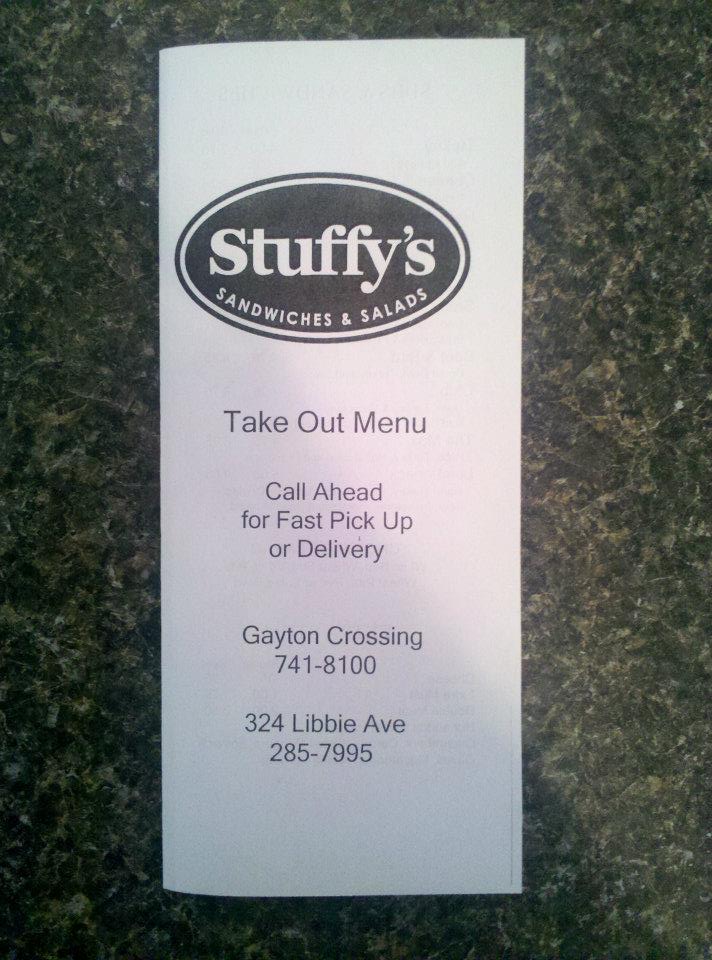 Stuffy's
SANDWICHES & SALADS
Take Out Menu
Call Ahead
for Fast Pick Up
or Delivery
Gayton Crossing
741-8100
324 Libbie Ave
285-7995